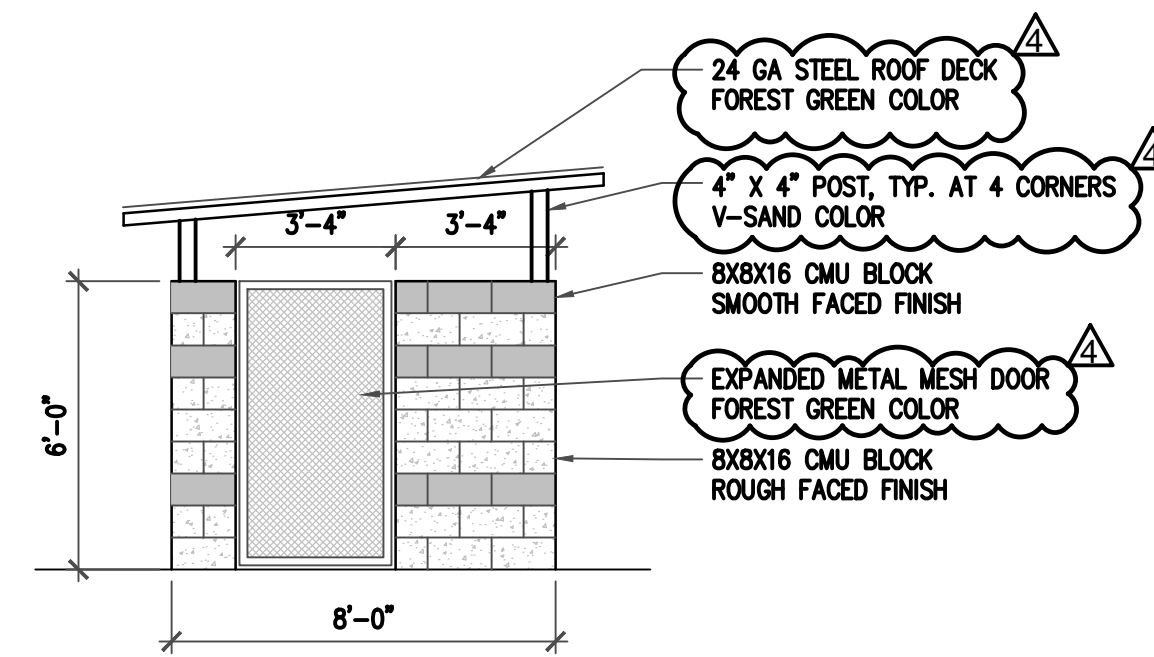 4
24 GA STEEL ROOF DECK
FOREST GREEN COLOR
4
4" X 4" POST, TYP. AT 4 CORNERS
V-SAND COLOR
3'-4"
3'-4"
8X8X16 CMU BLOCK
SMOOTH FACED FINISH
4
EXPANDED METAL MESH DOOR
FOREST GREEN COLOR
6'-0"
8X8X16 CMU BLOCK
ROUGH FACED FINISH
8'-0"